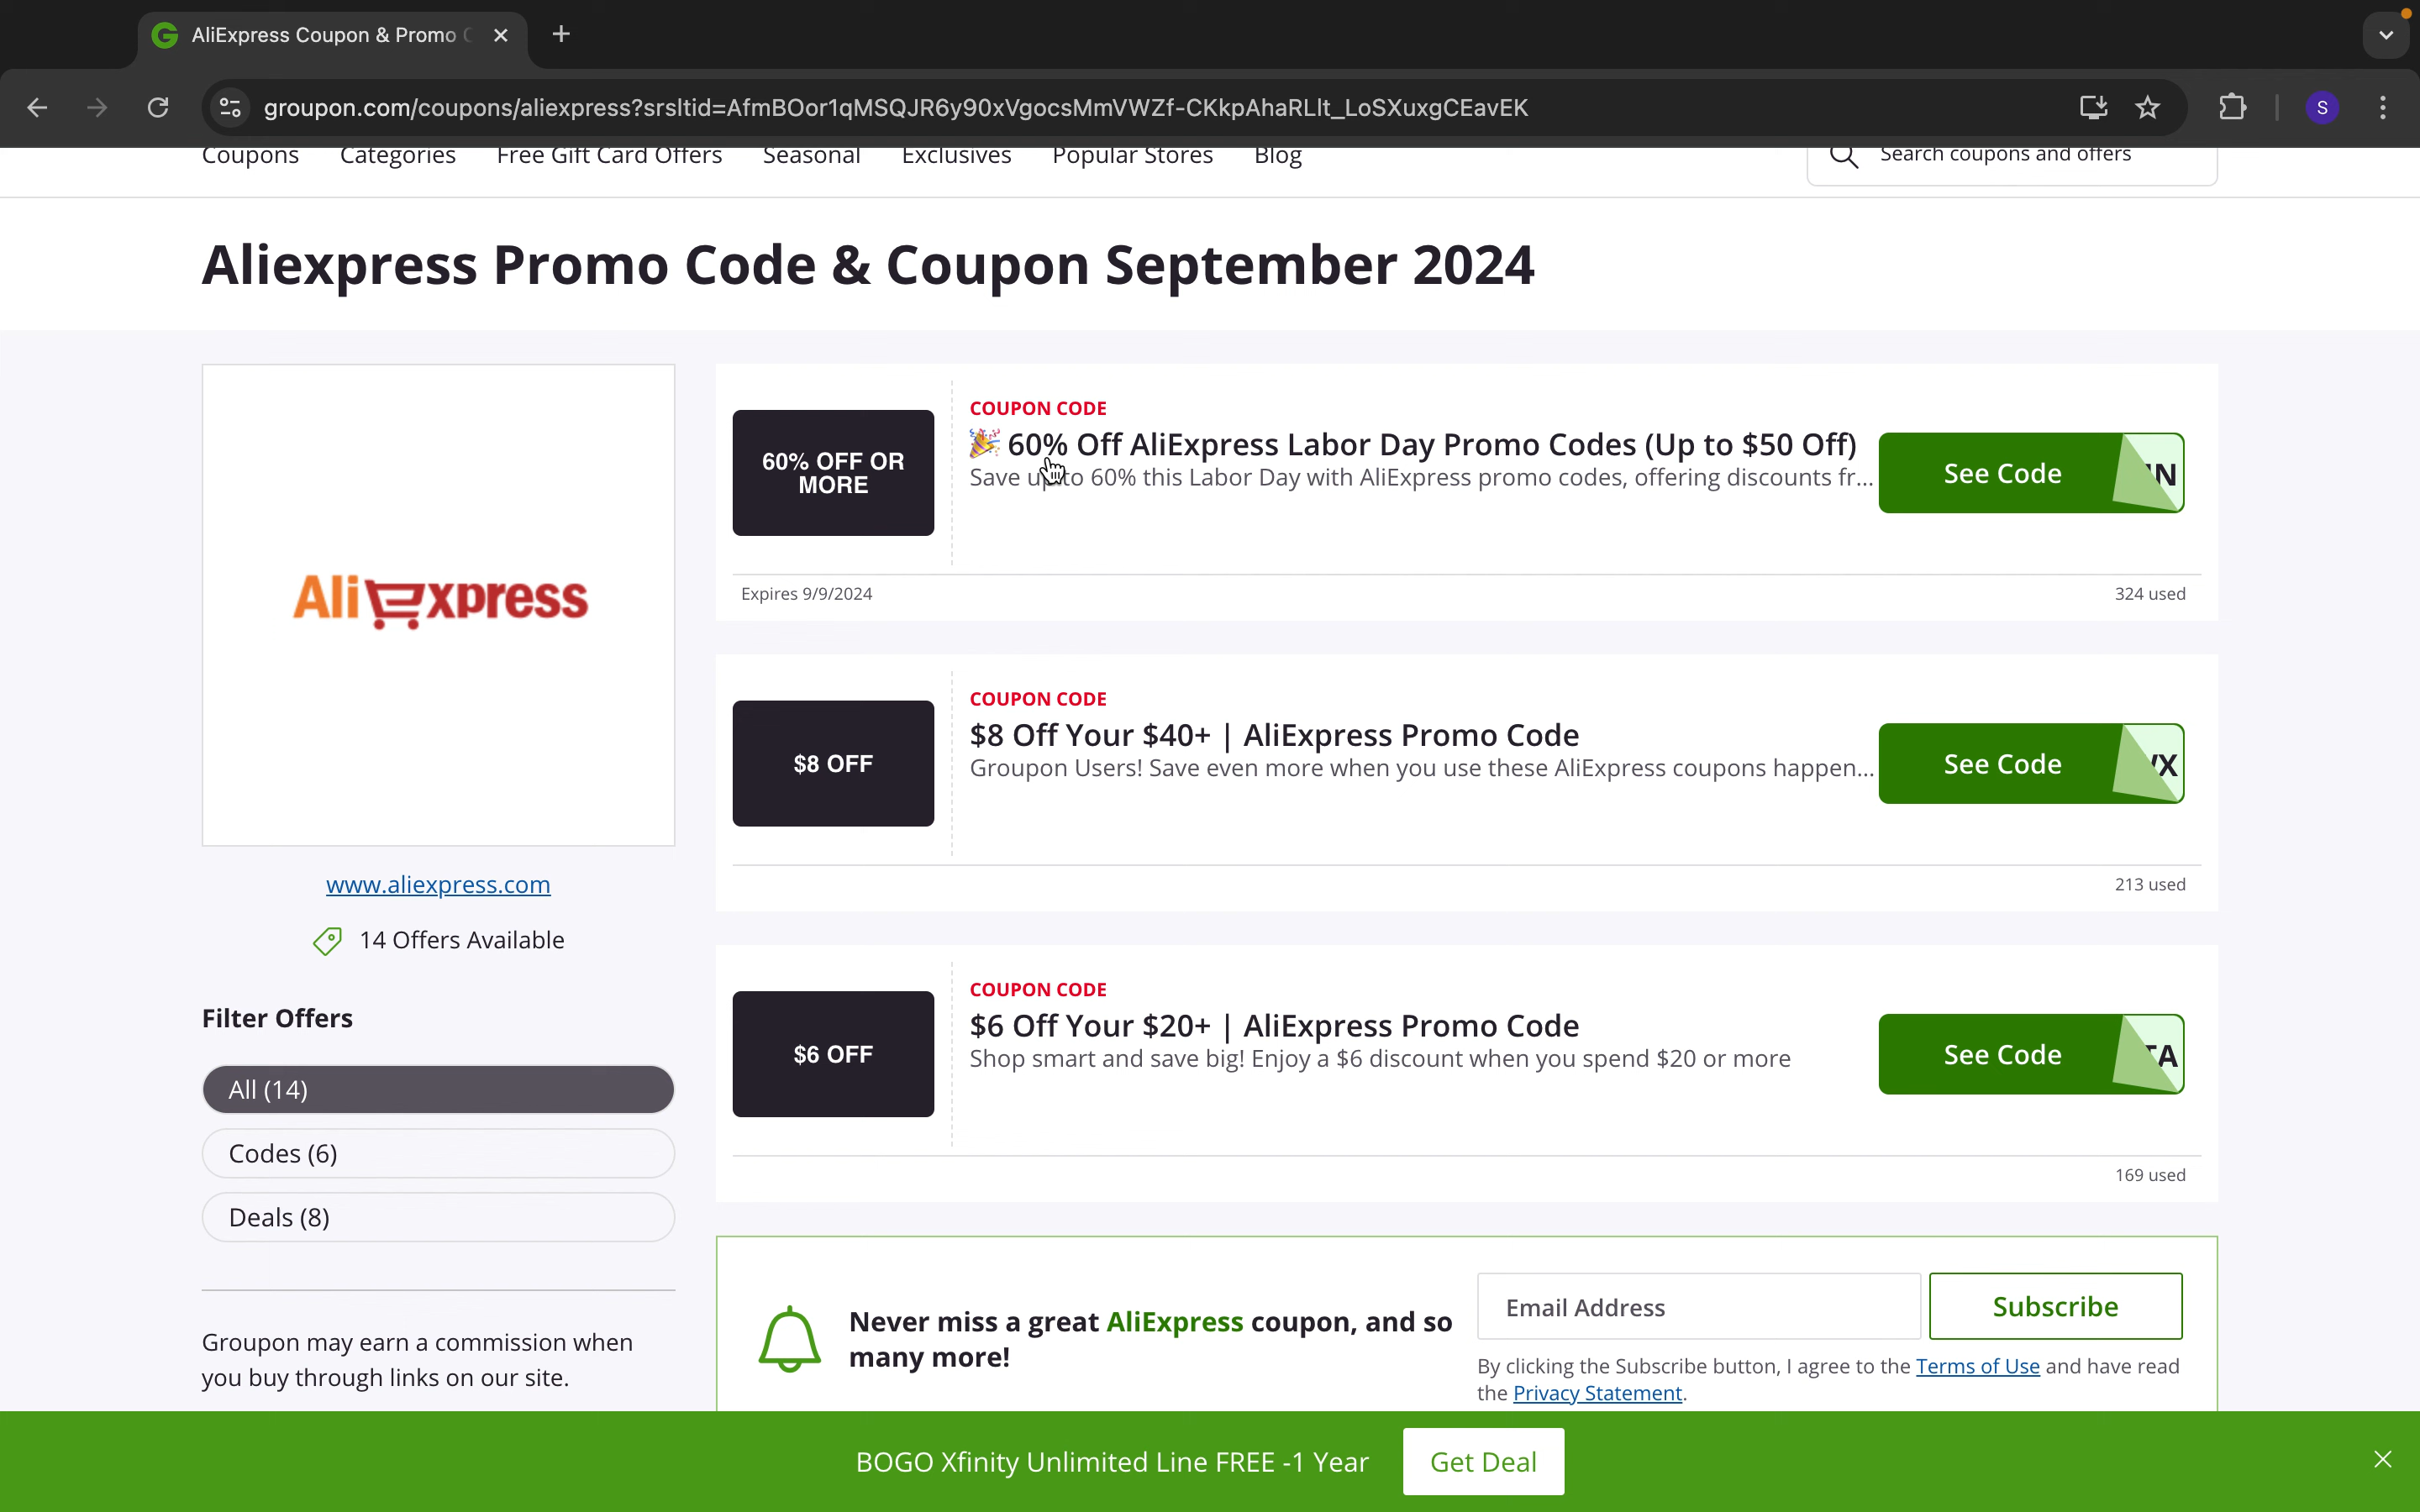 AliExpress Coupon & Promo
groupon.com/coupons/aliexpress?srsltid=AfmBOor1qMSQJR6y90xVgocsMmVWZf-CKkpAhaRLlt_LoSXuxgCEavEK
S
Coupons Categories Free Gift Card Offers Seasonal Exclusives Popular Stores Blog
Search coupons and offers
Aliexpress Promo Code & Coupon September 2024
AliExpress
www.aliexpress.com
14 Offers Available
Filter Offers
All (14)
Codes (6)
Deals (8)
Groupon may earn a commission when
you buy through links on our site.
60% OFF OR
MORE
COUPON CODE
🎉 60% Off AliExpress Labor Day Promo Codes (Up to $50 Off)
Save up to 60% this Labor Day with AliExpress promo codes, offering discounts fr...
See Code
N
Expires 9/9/2024
324 used
$8 OFF
COUPON CODE
$8 Off Your $40+ | AliExpress Promo Code
Groupon Users! Save even more when you use these AliExpress coupons happen...
See Code
X
213 used
$6 OFF
COUPON CODE
$6 Off Your $20+ | AliExpress Promo Code
Shop smart and save big! Enjoy a $6 discount when you spend $20 or more
See Code
TA
169 used
Never miss a great AliExpress coupon, and so
many more!
Email Address
Subscribe
By clicking the Subscribe button, I agree to the Terms of Use and have read
the Privacy Statement.
BOGO Xfinity Unlimited Line FREE -1 Year
Get Deal